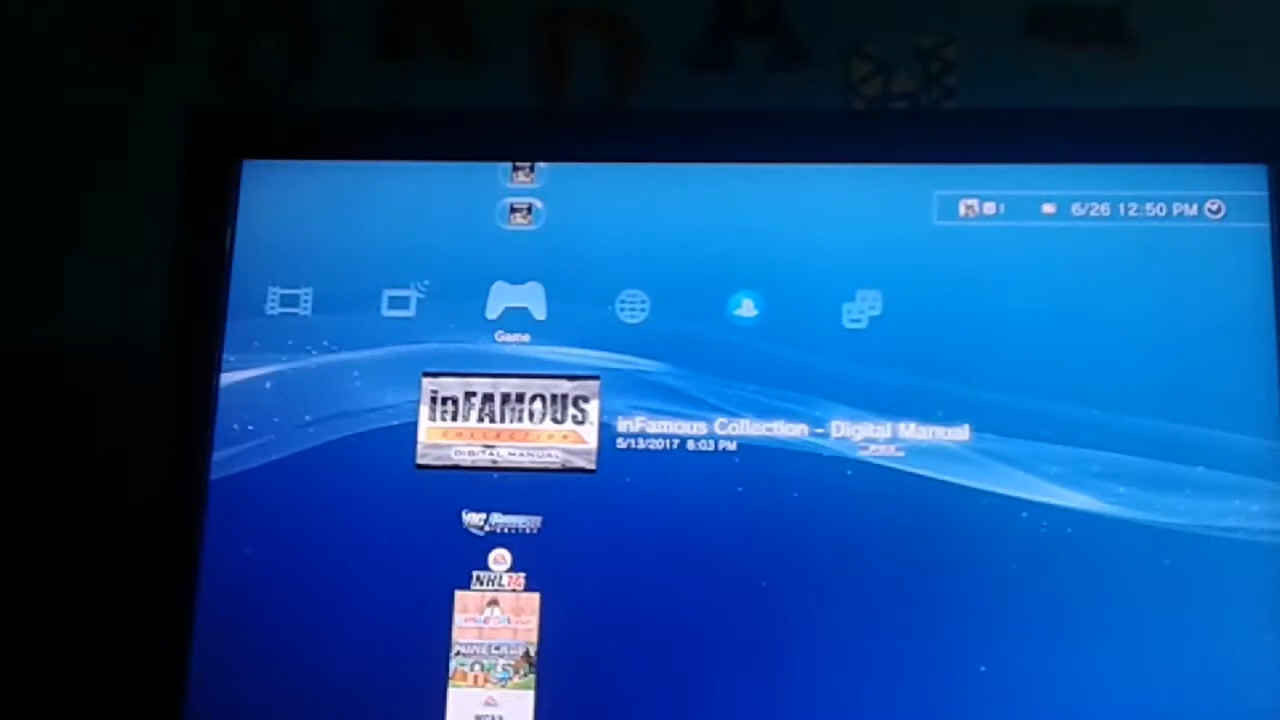 6/26 12:50 PM
Game
inFAMOUS
COLLECTION
DIGITAL MANUAL
inFamous Collection - Digital Manual
5/13/2017 8:03 PM
NHL14
MINECRAFT